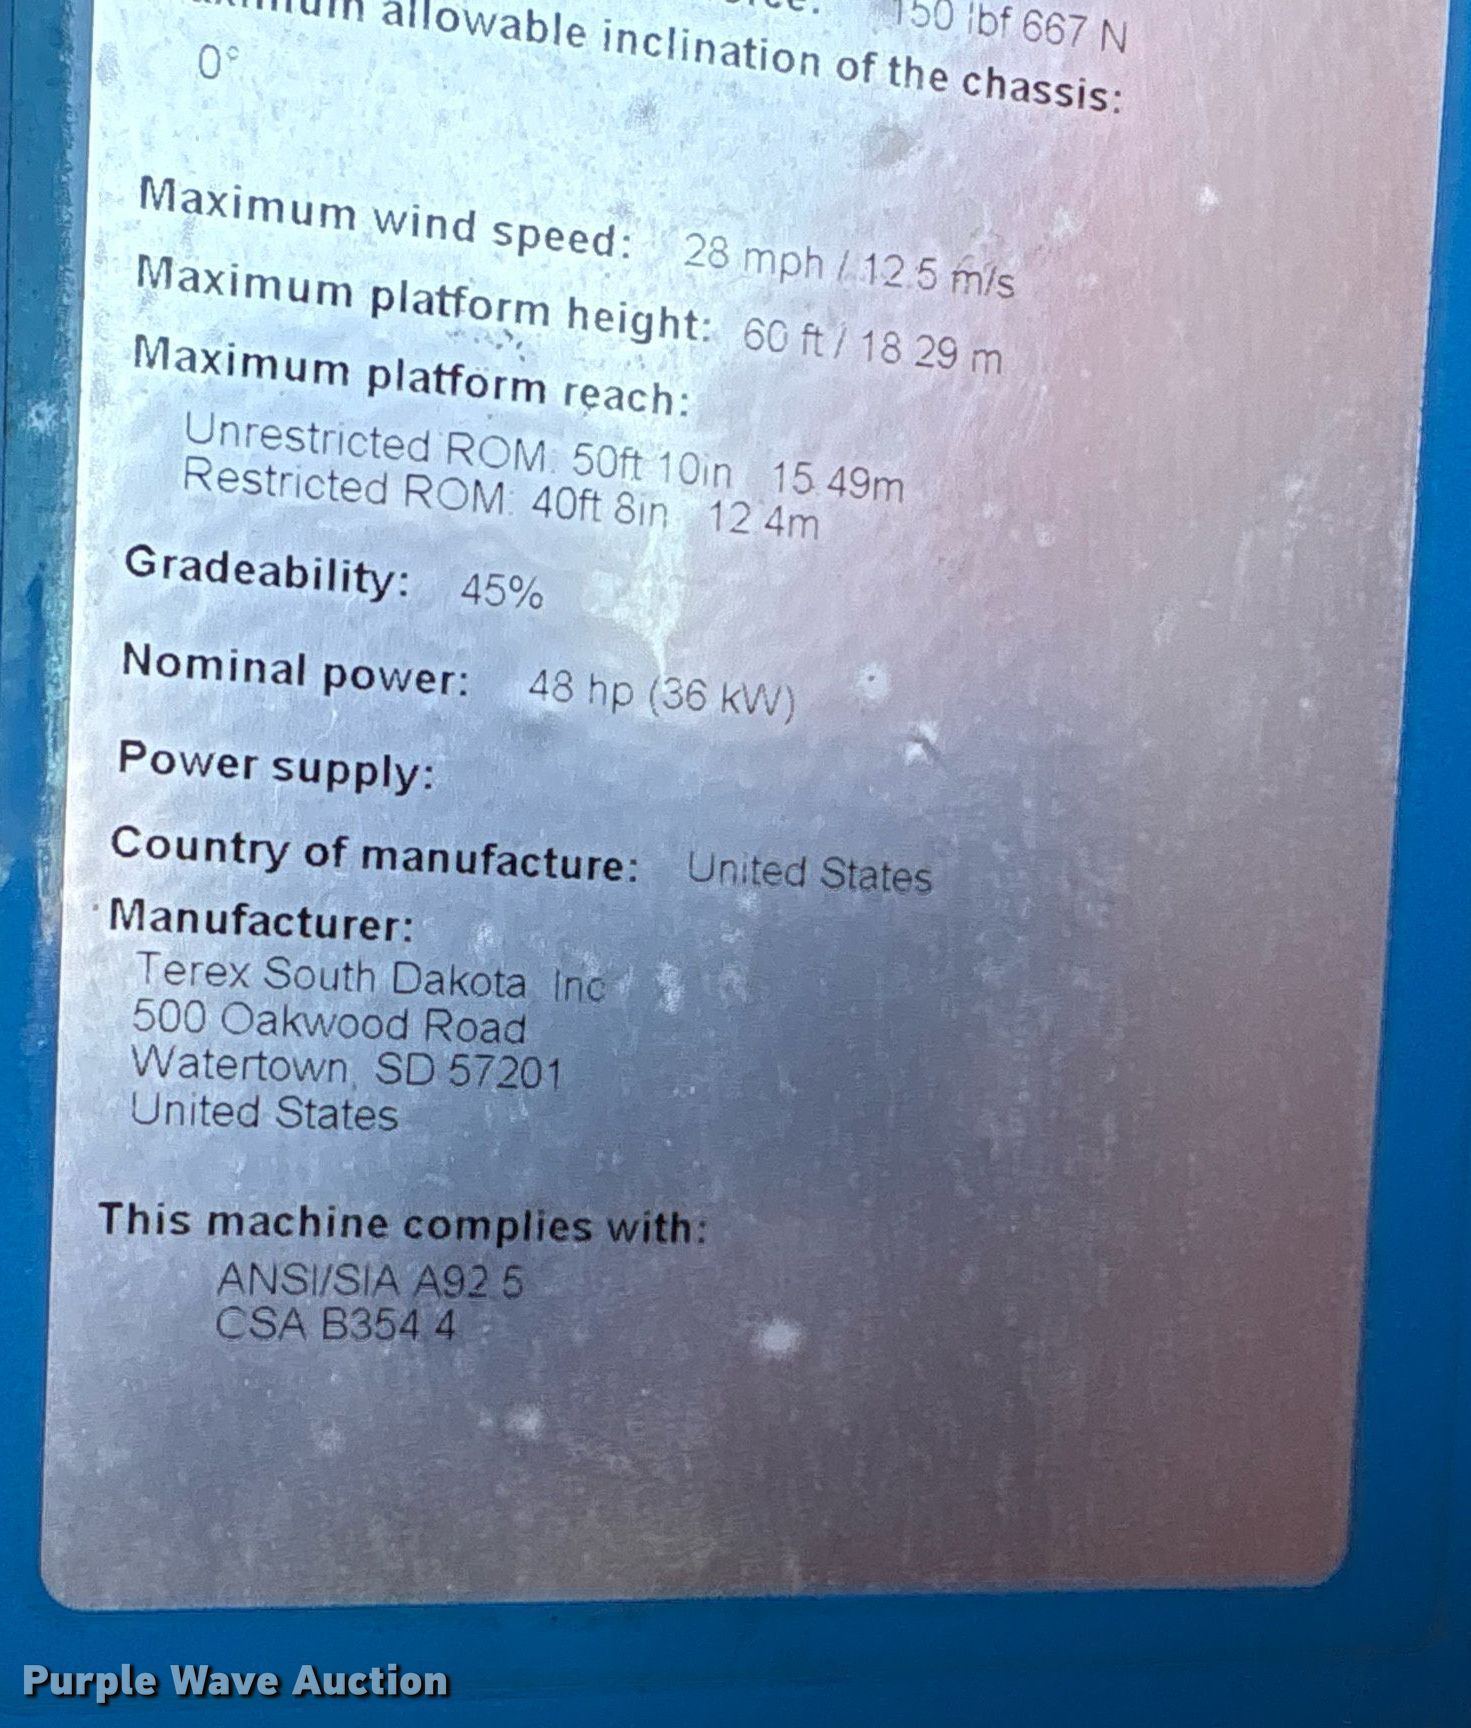 150 lbf 667 N
allowable inclination of the chassis:
0°
Maximum wind speed: 28 mph / 12.5 m/s
Maximum platform height: 60 ft / 18 29 m
Maximum platform reach:
Unrestricted ROM: 50ft 10in 15.49m
Restricted ROM: 40ft 8in 12 4m
Gradeability: 45%
Nominal power: 48 hp (36 kW)
Power supply:
Country of manufacture: United States
Manufacturer:
Terex South Dakota Inc
500 Oakwood Road
Watertown, SD 57201
United States
This machine complies with:
ANSI/SIA A92 5
CSA B354 4
Purple Wave Auction